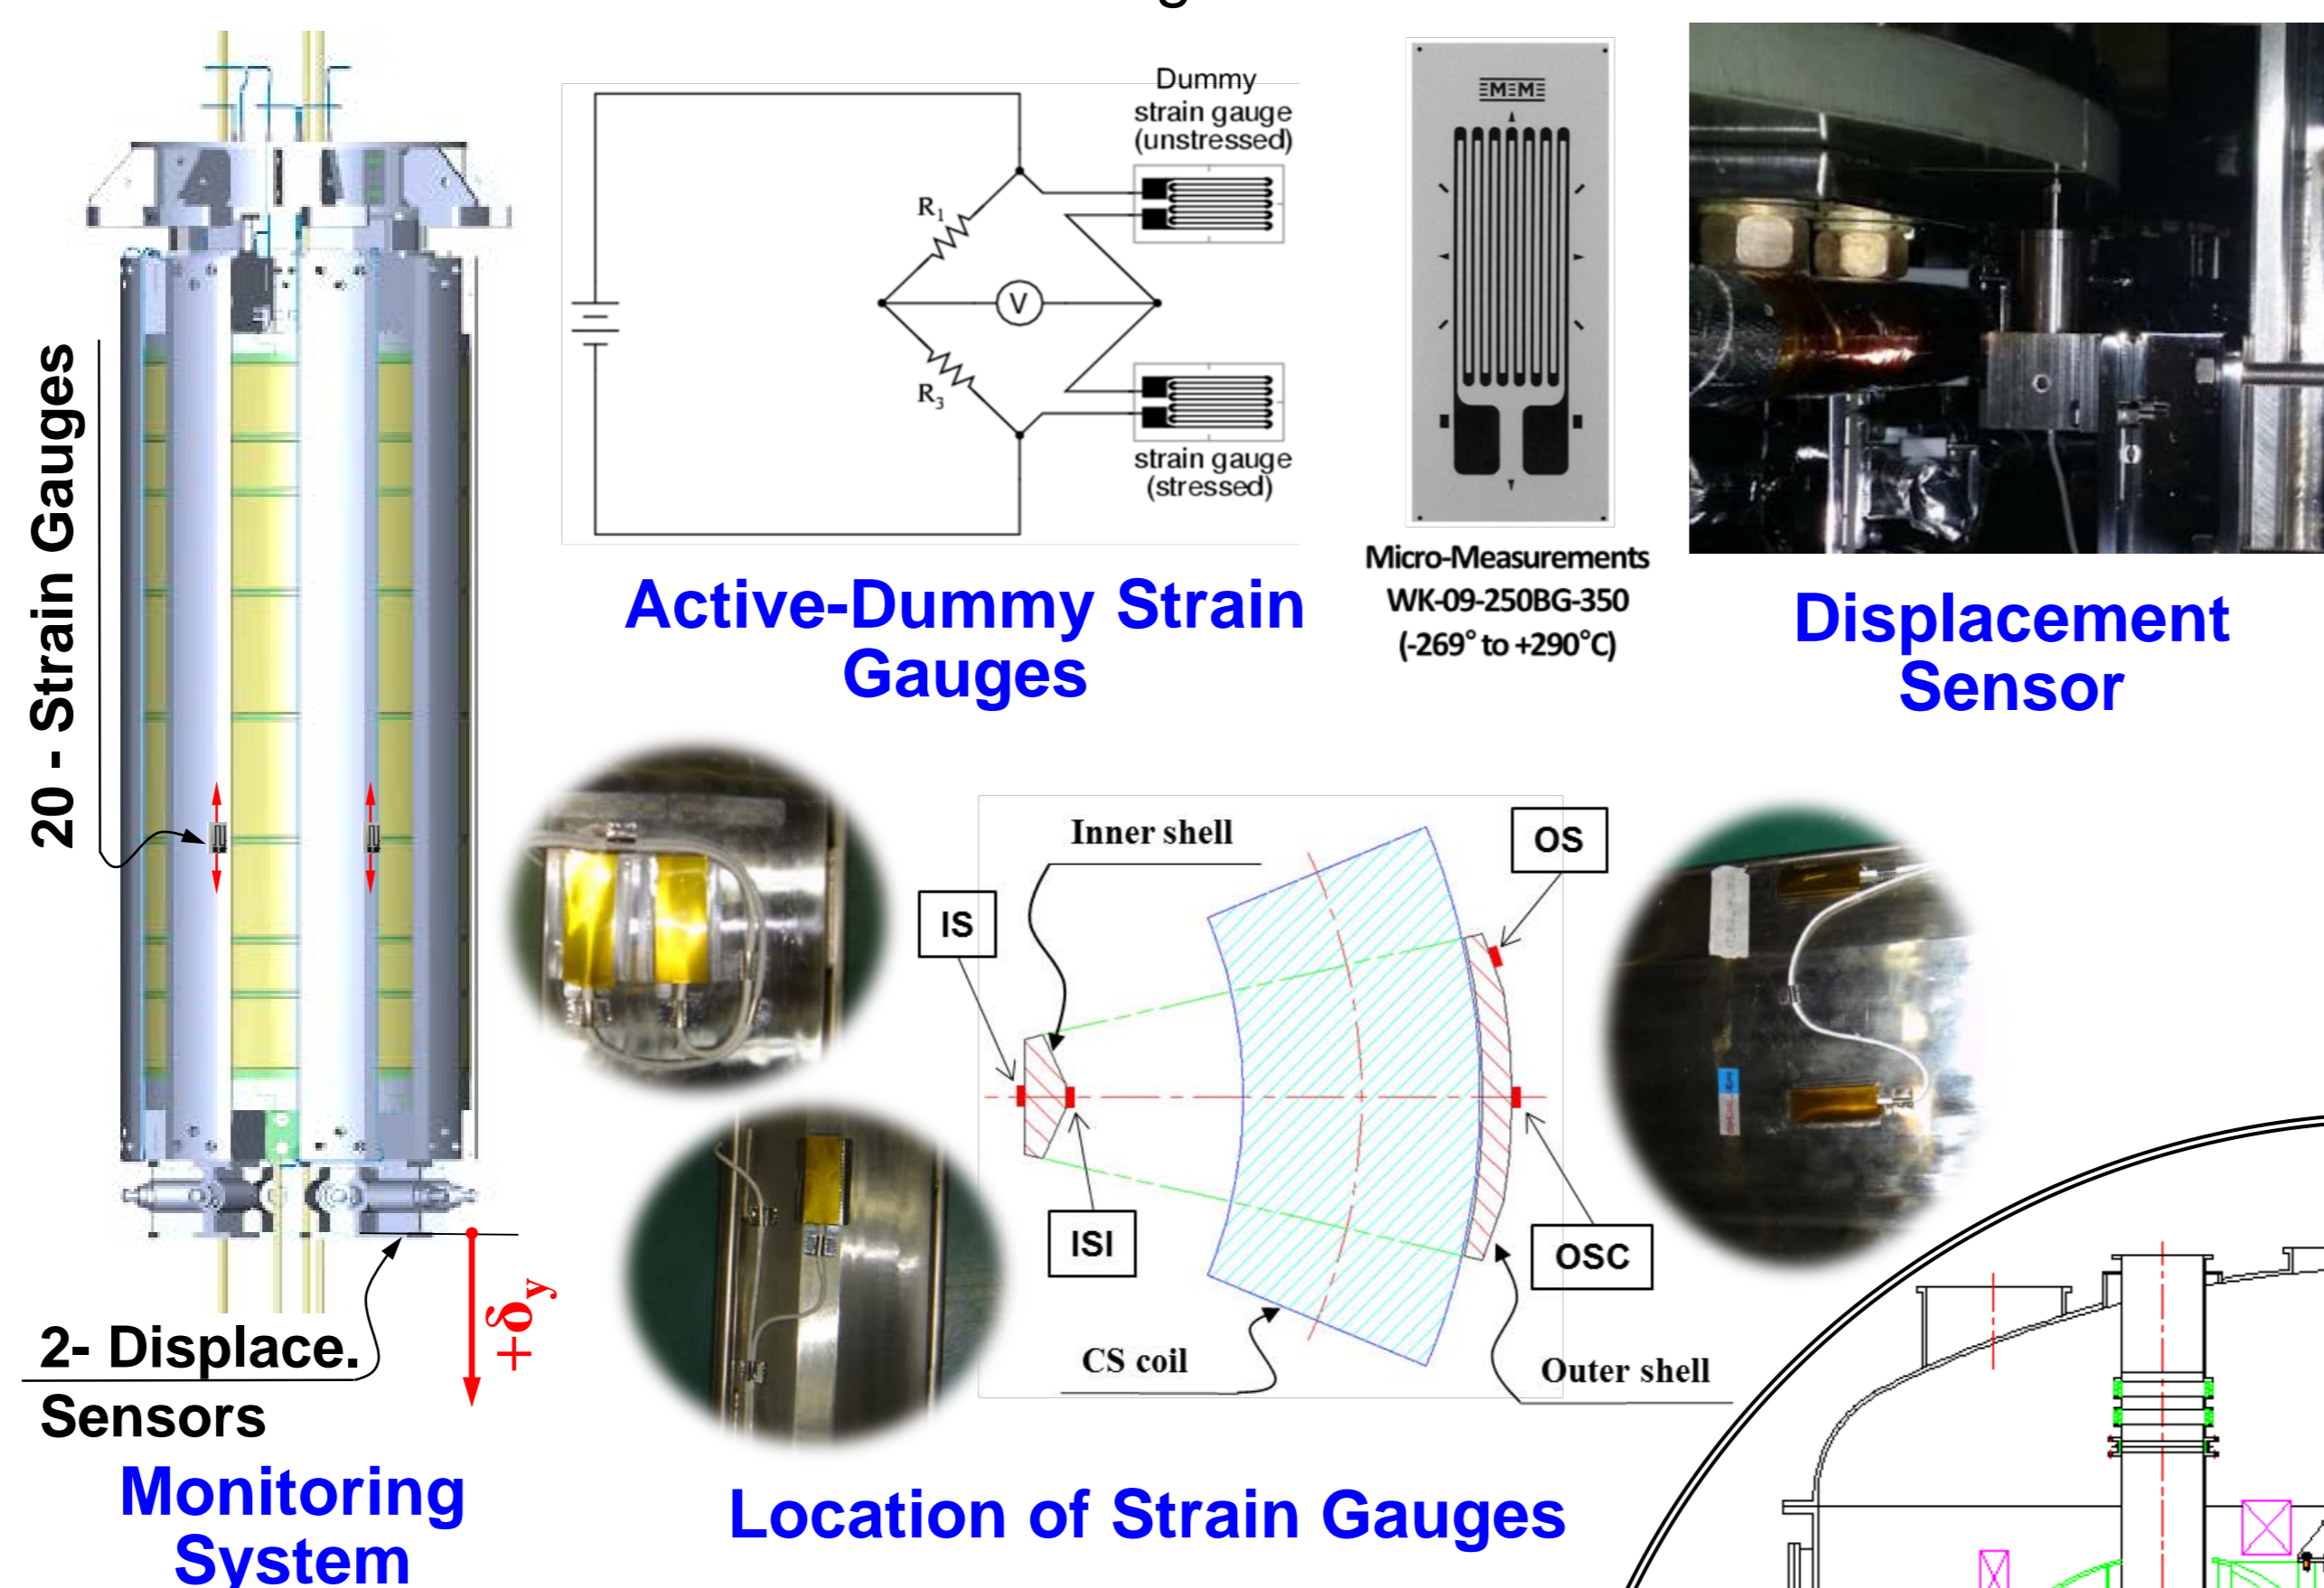 g
20 - Strain Gauges
Dummy
strain gauge
(unstressed)
R1
V
R3
strain gauge
(stressed)
Active-Dummy Strain
Gauges
MM
Micro-Measurements
WK-09-250BG-350
(-269° to +290°C)
Displacement
Sensor
Inner shell
OS
IS
ISI
OSC
CS coil
Outer shell
+δy
2- Displace.
Sensors
Monitoring
System
Location of Strain Gauges